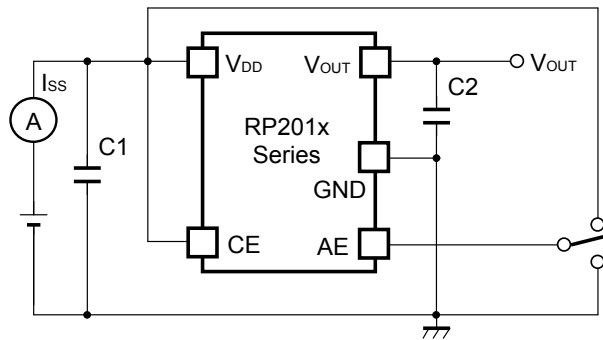 ISS
A
C1
VDD
VOUT
RP201x
Series
GND
CE
AE
C2
VOUT